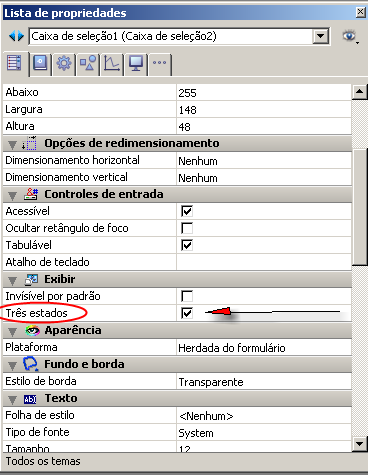 Lista de propriedades
Caixa de seleção1 (Caixa de seleção2)
Abaixo 255
Largura 148
Altura 48
Opções de redimensionamento
Dimensionamento horizontal Nenhum
Dimensionamento vertical Nenhum
Controles de entrada
Acessível
Ocultar retângulo de foco
Tabulável
Atalho de teclado
Exibir
Invisível por padrão
Três estados
Aparência
Plataforma Herdada do formulário
Fundo e borda
Estilo de borda Transparente
Texto
Folha de estilo <Nenhum>
Tipo de fonte System
Tamanho 12
Todos os temas